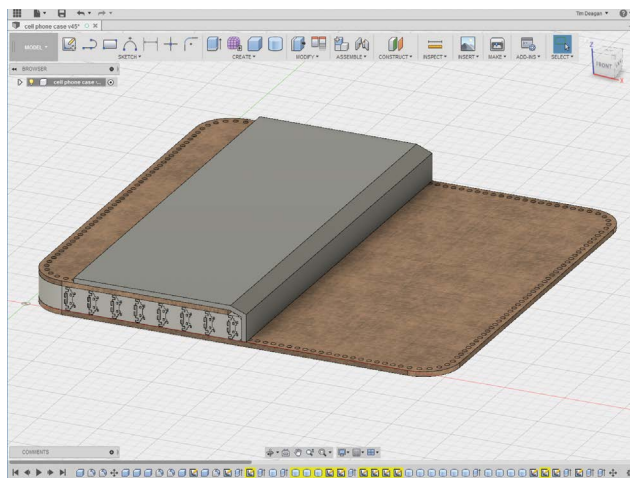 Tim Deagan
cell phone case v45*
MODEL
SKETCH
CREATE
MODIFY
ASSEMBLE
CONSTRUCT
INSPECT
INSERT
MAKE
ADD-INS
SELECT
BROWSER
cell phone case
Z
FRONT
X
COMMENTS